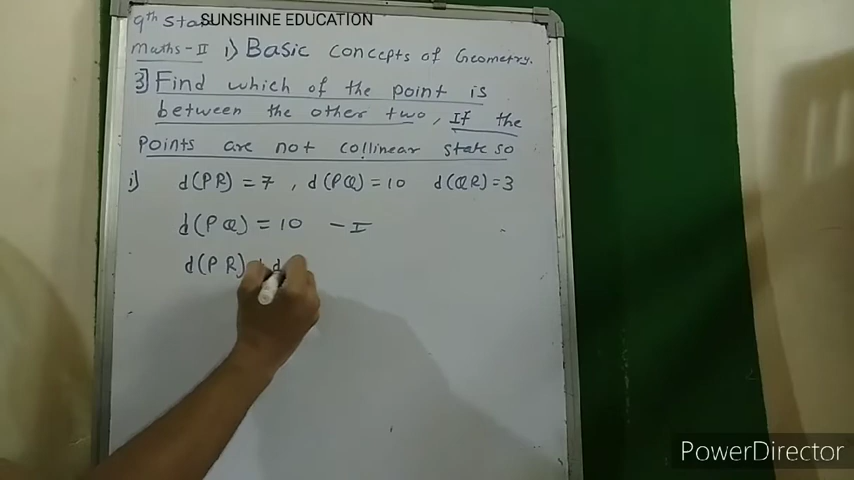 9th Std
SUNSHINE EDUCATION
Maths-II 1) Basic concepts of Geometry.
3] Find which of the point is
between the other two, If the
points are not collinear state so
i) d(PR) = 7, d(PQ) = 10 d(QR) = 3
d(PQ) = 10 - I
d(PR) + d
PowerDirector